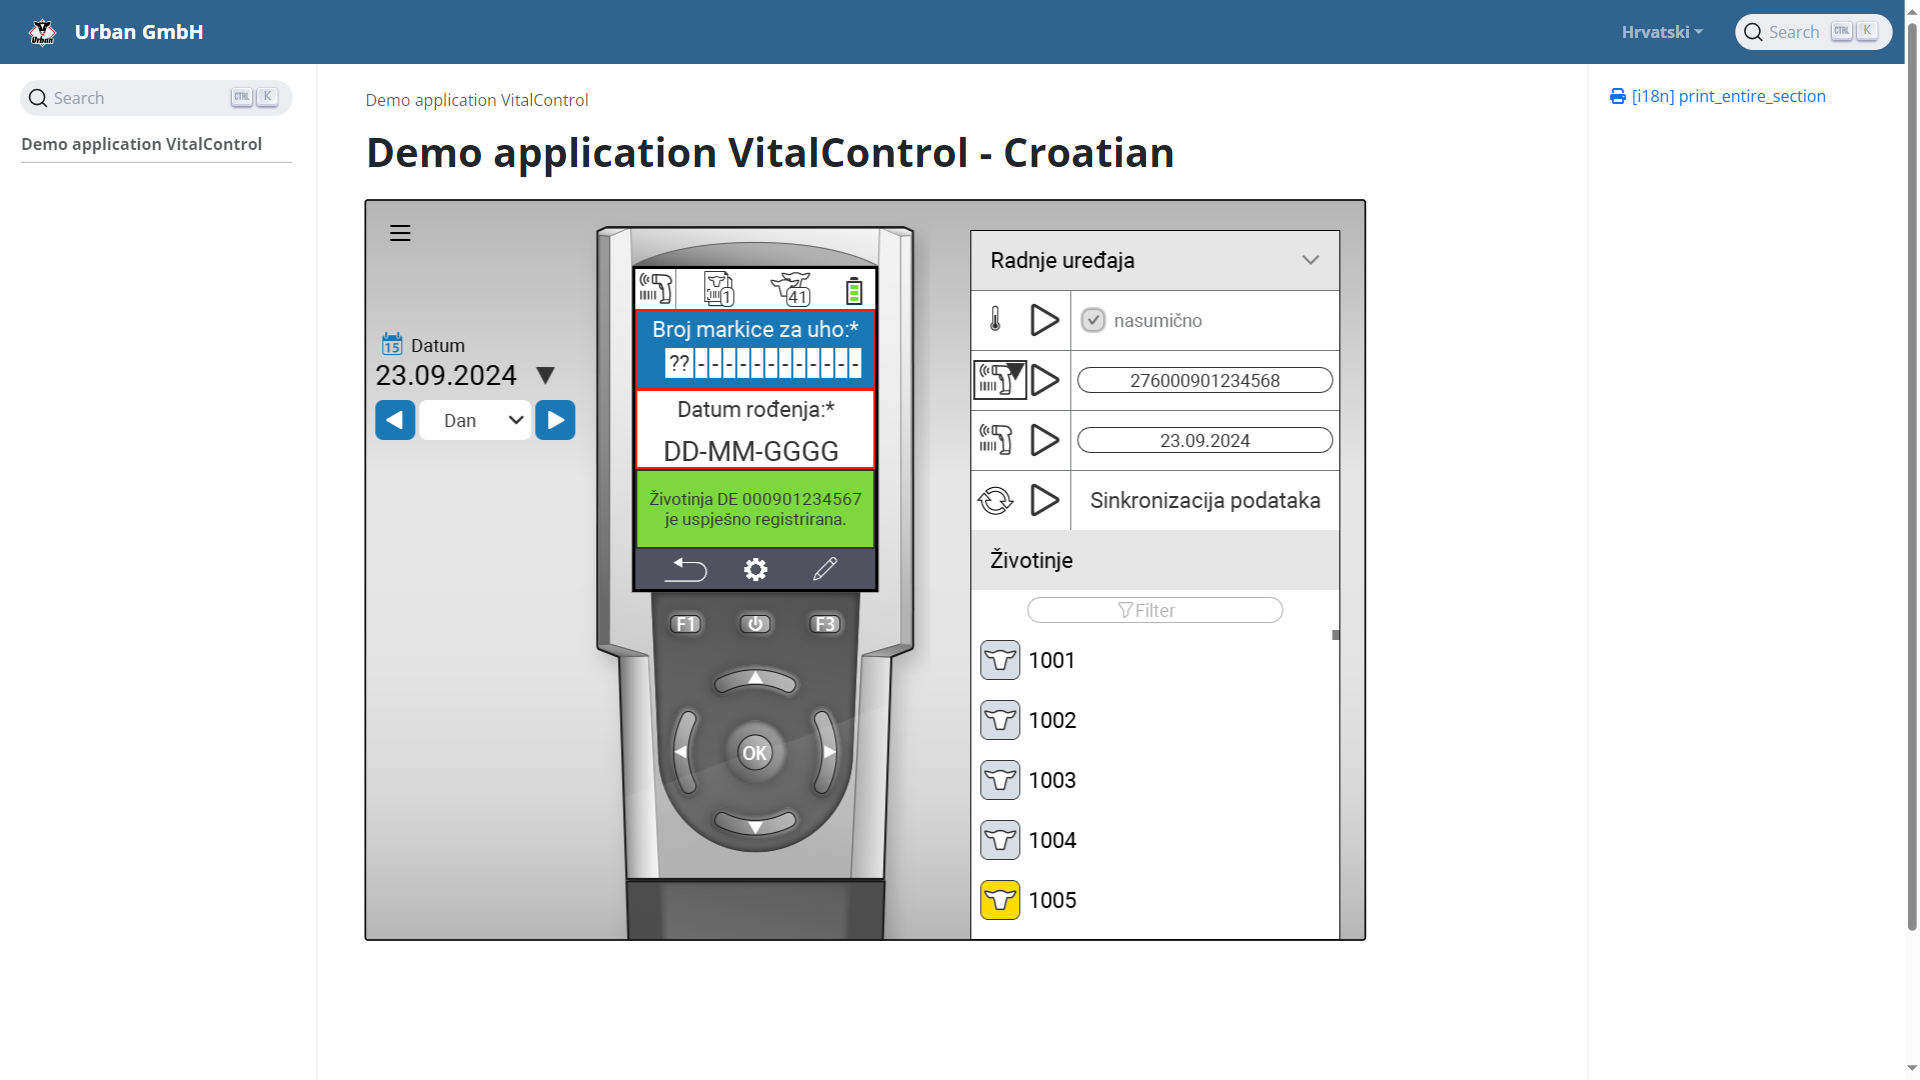 Urban GmbH
Hrvatski
Search CTRL K
Search CTRL K
Demo application VitalControl
Demo application VitalControl
Demo application VitalControl - Croatian
[i18n] print_entire_section
15 Datum
23.09.2024
Dan
1
41
Broj markice za uho:*
??-------------
Datum rođenja:*
DD-MM-GGGG
Životinja DE 000901234567
je uspješno registrirana.
F1
F3
OK
Radnje uređaja
nasumično
276000901234568
23.09.2024
Sinkronizacija podataka
Životinje
Filter
1001
1002
1003
1004
1005